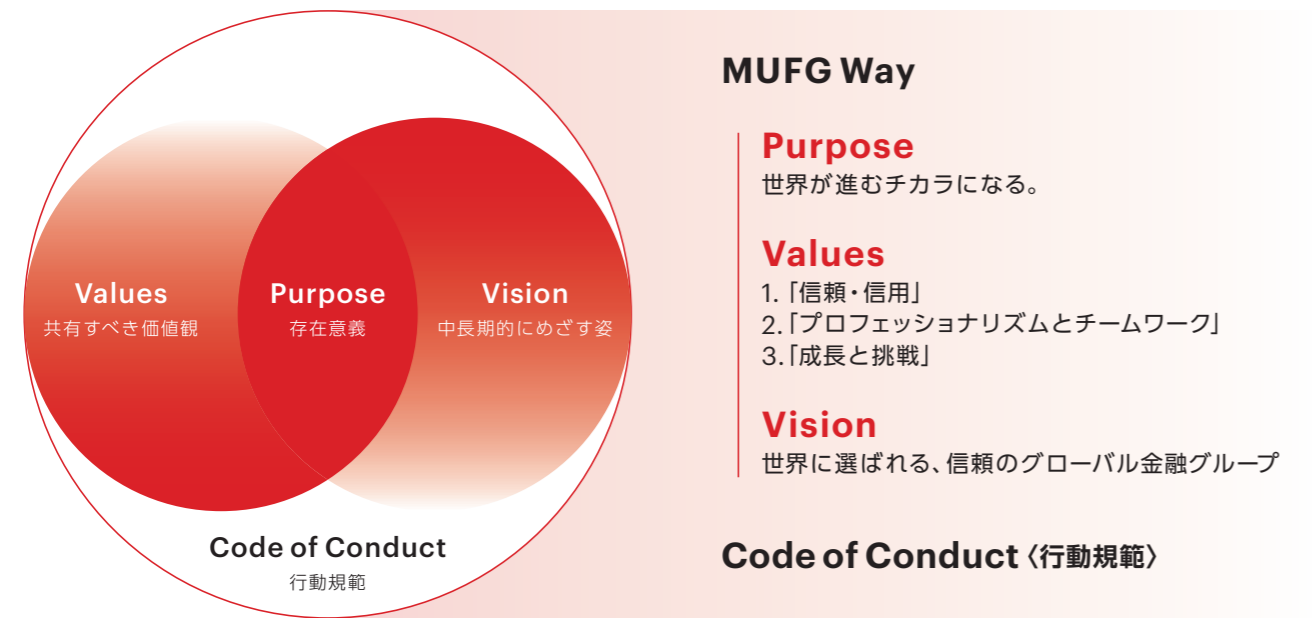 Values
共有すべき価値観
Purpose
存在意義
Vision
中長期的にめざす姿
Code of Conduct
行動規範
MUFG Way
Purpose
世界が進むチカラになる。
Values
1.「信頼・信用」
2.「プロフェッショナリズムとチームワーク」
3.「成長と挑戦」
Vision
世界に選ばれる、信頼のグローバル金融グループ
Code of Conduct〈行動規範〉